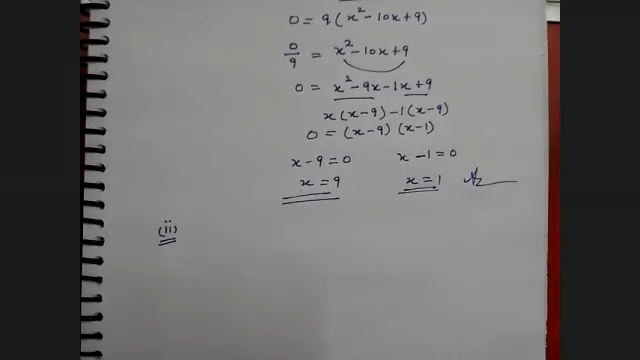 0 = 9(x² - 10x + 9)
0/9 = x² - 10x + 9
0 = x² - 9x - 1x + 9
x(x-9) - 1(x-9)
0 = (x-9) (x-1)
x - 9 = 0 x - 1 = 0
x = 9 x = 1
(ii)